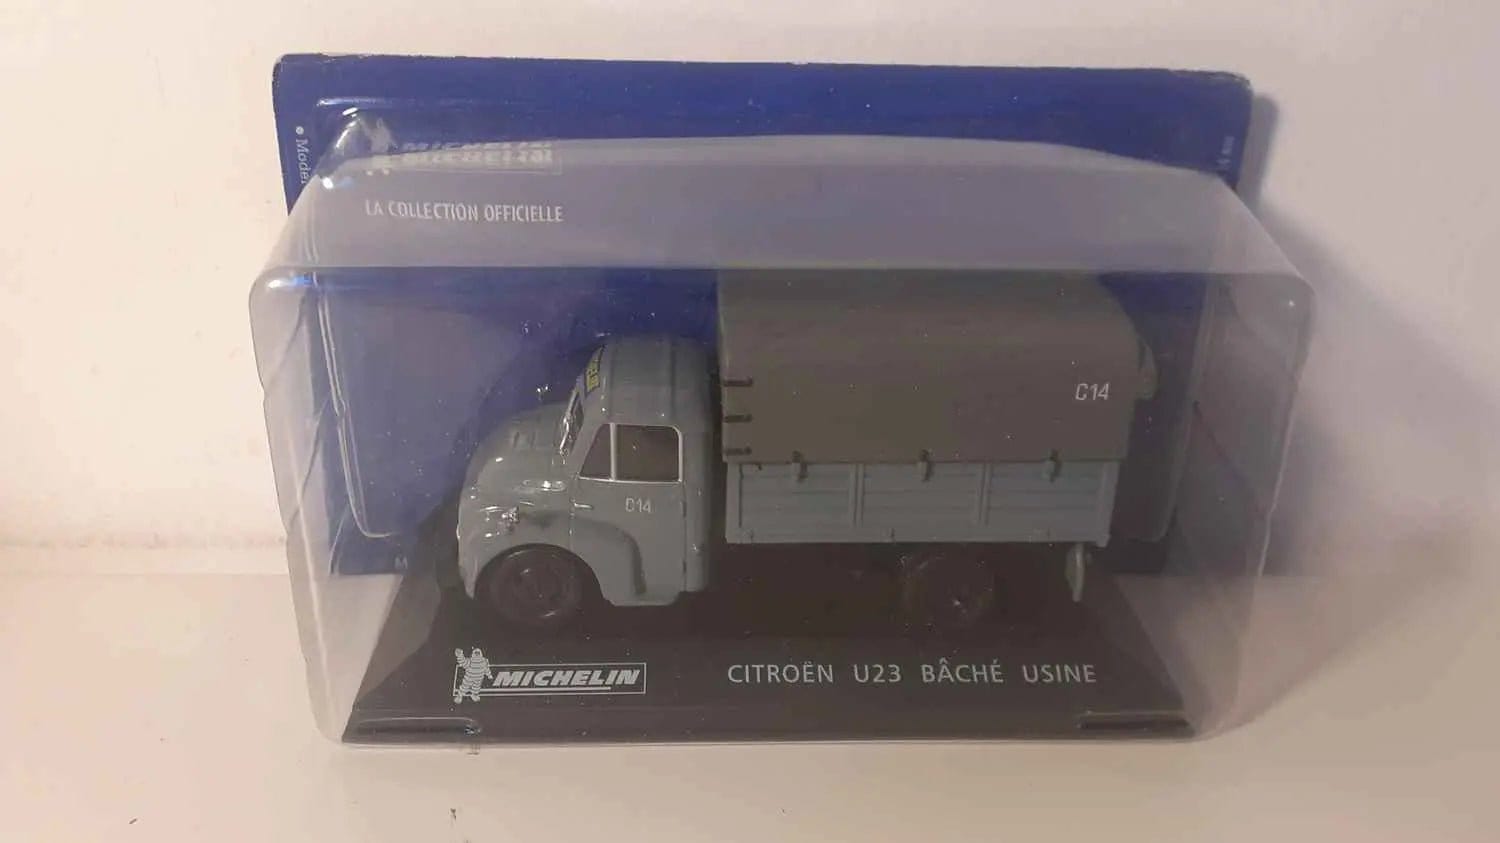 MICHELIN
LA COLLECTION OFFICIELLE
C14
C14
MICHELIN
CITROËN U23 BÂCHÉ USINE